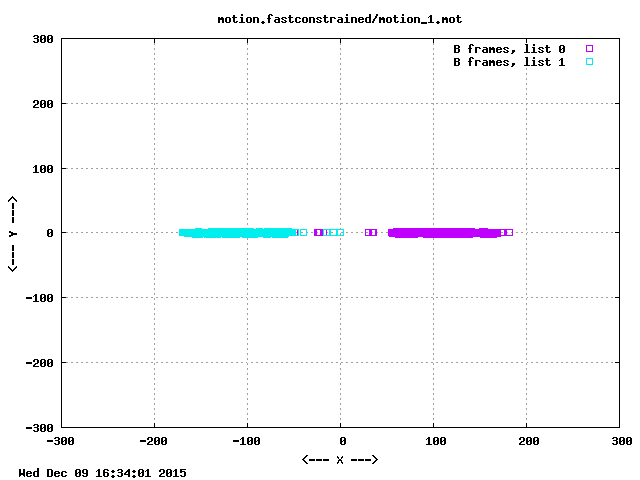 motion.fastconstrained/motion_1.mot
B frames, list 0
B frames, list 1
300
200
100
0
-100
-200
-300
<--- Y --->
-300 -200 -100 0 100 200 300
<--- X --->
Wed Dec 09 16:34:01 2015